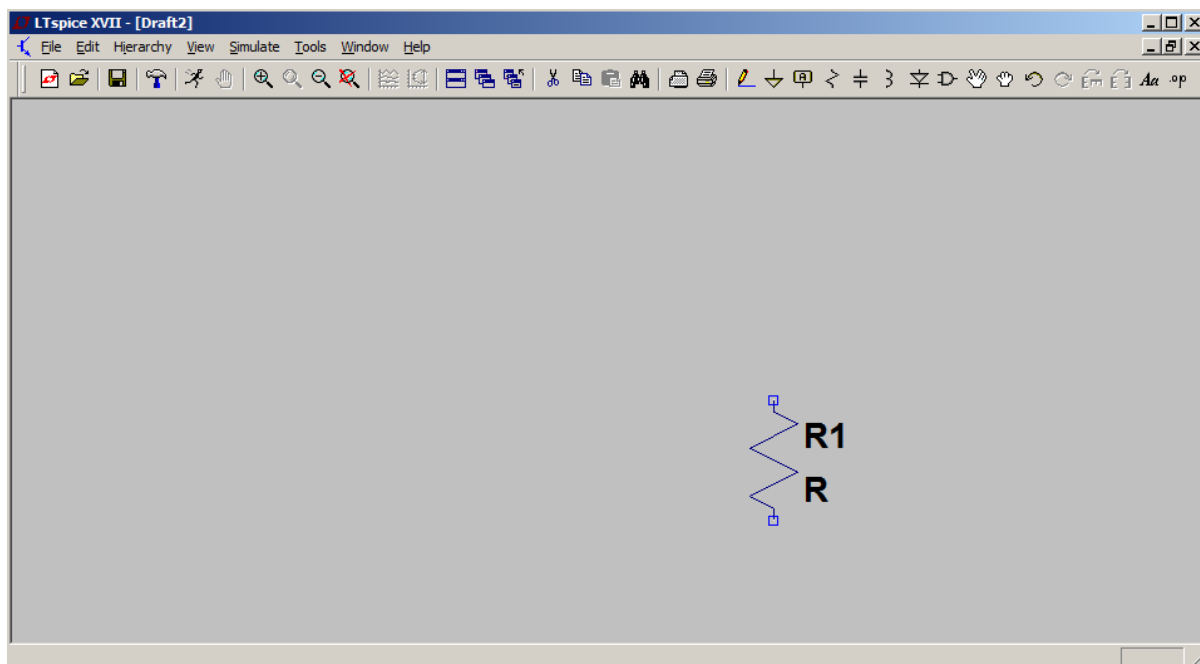 LTspice XVII - [Draft2]
File Edit Hierarchy View Simulate Tools Window Help
Aa .op
R1
R